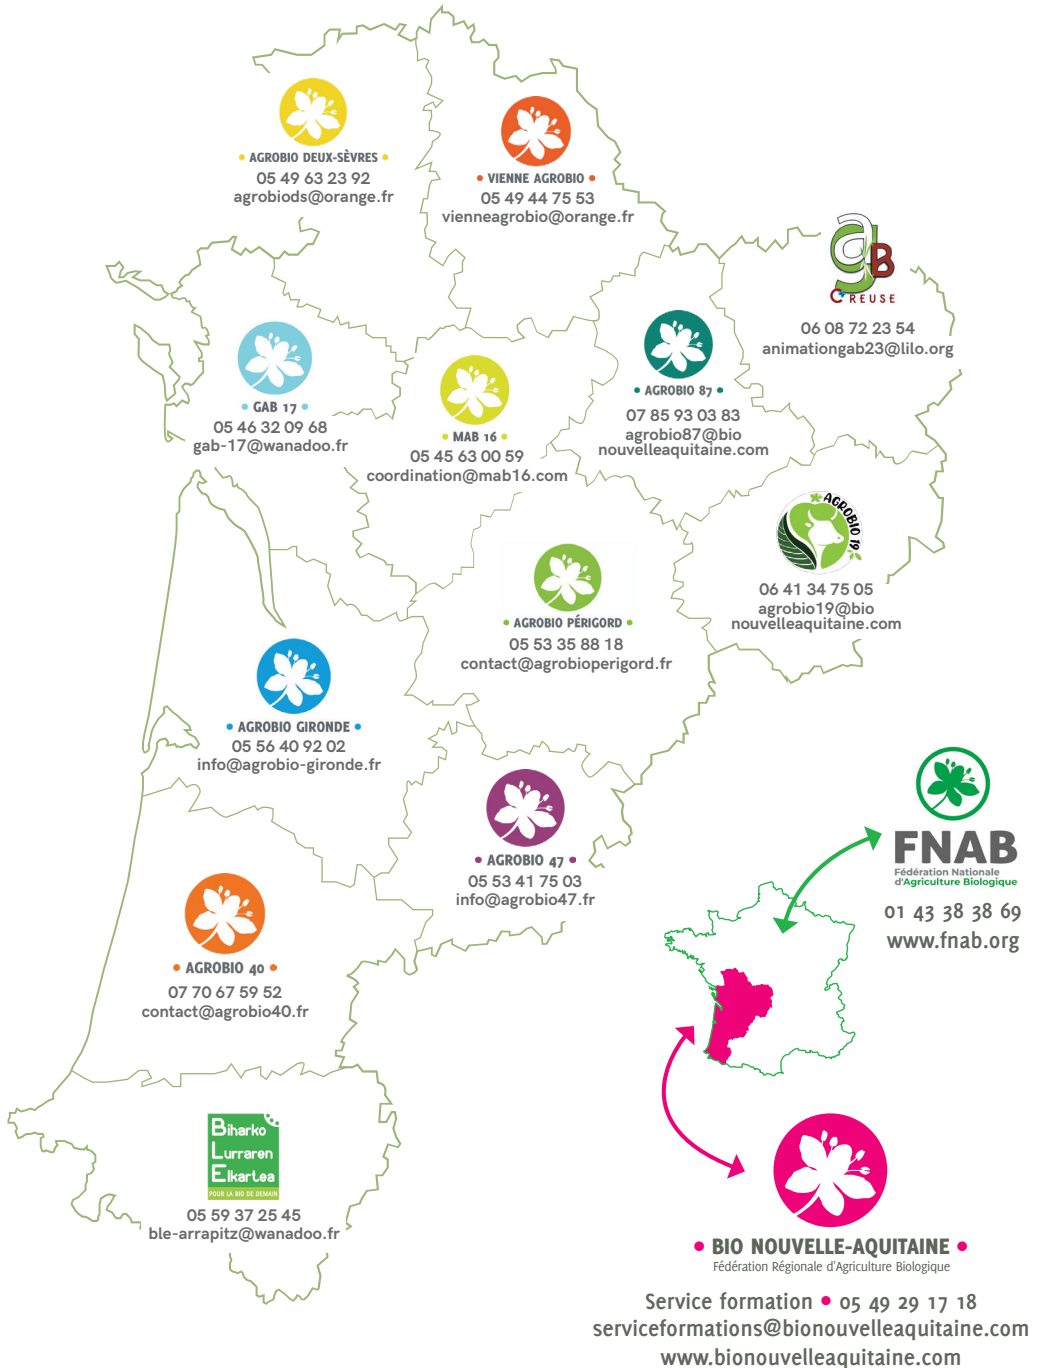 • AGROBIO DEUX-SÈVRES •
05 49 63 23 92
agrobiods@orange.fr
• VIENNE AGROBIO •
05 49 44 75 53
vienneagrobio@orange.fr
gaB
CREUSE
06 08 72 23 54
animationgab23@lilo.org
• GAB 17 •
05 46 32 09 68
gab-17@wanadoo.fr
• MAB 16 •
05 45 63 00 59
coordination@mab16.com
• AGROBIO 87 •
07 85 93 03 83
agrobio87@bio
nouvelleaquitaine.com
AGROBIO 19
06 41 34 75 05
agrobio19@bio
nouvelleaquitaine.com
• AGROBIO PÉRIGORD •
05 53 35 88 18
contact@agrobioperigord.fr
• AGROBIO GIRONDE •
05 56 40 92 02
info@agrobio-gironde.fr
• AGROBIO 47 •
05 53 41 75 03
info@agrobio47.fr
• AGROBIO 40 •
07 70 67 59 52
contact@agrobio40.fr
Biharko
Lurraren
Elkartea
POUR LA BIO DE DEMAIN
05 59 37 25 45
ble-arrapitz@wanadoo.fr
FNAB
Fédération Nationale
d'Agriculture Biologique
01 43 38 38 69
www.fnab.org
• BIO NOUVELLE-AQUITAINE •
Fédération Régionale d'Agriculture Biologique
Service formation • 05 49 29 17 18
serviceformations@bionouvelleaquitaine.com
www.bionouvelleaquitaine.com